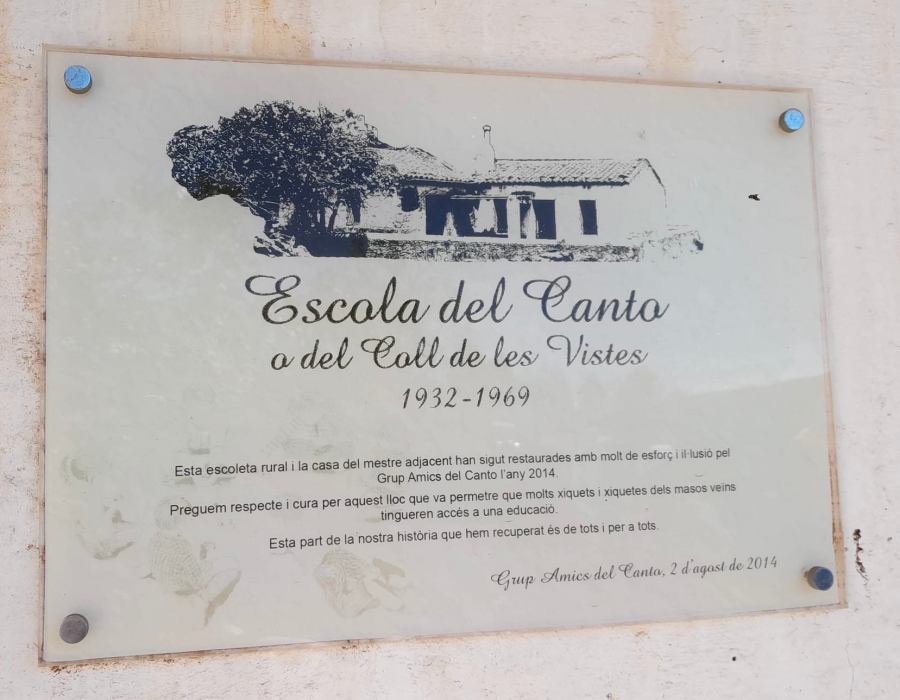 Escola del Canto
o del Coll de les Vistes
1932-1969
Esta escoleta rural i la casa del mestre adjacent han sigut restaurades amb molt de esforç i il·lusió pel
Grup Amics del Canto l'any 2014.
Preguem respecte i cura per aquest lloc que va permetre que molts xiquets i xiquetes dels masos veïns
tingueren accés a una educació.
Esta part de la nostra història que hem recuperat és de tots i per a tots.
Grup Amics del Canto, 2 d'agost de 2014